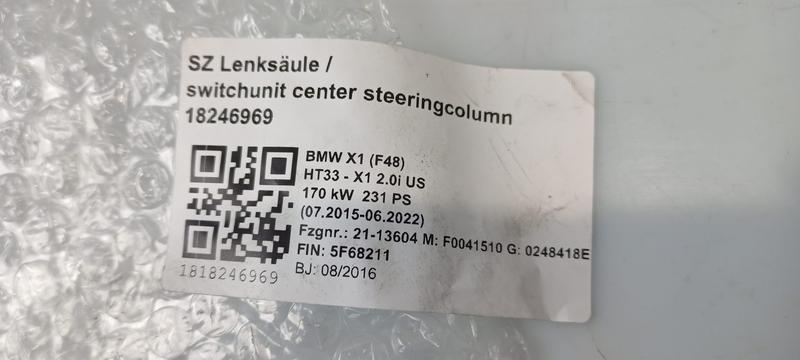 SZ Lenksäule /
switchunit center steeringcolumn
18246969
BMW X1 (F48)
HT33 - X1 2.0i US
170 kW 231 PS
(07.2015-06.2022)
Fzgnr.: 21-13604 M: F0041510 G: 0248418E
FIN: 5F68211
BJ: 08/2016
1818246969